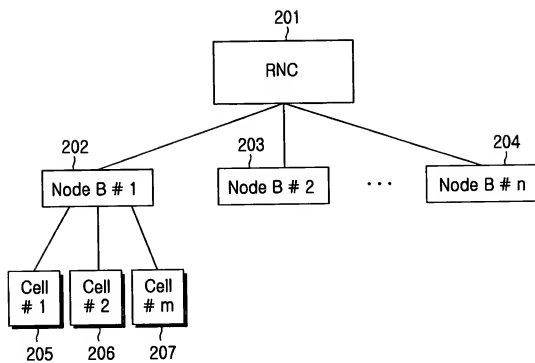 201
RNC
202
203
204
Node B # 1
Node B # 2
...
Node B # n
Cell
# 1
Cell
# 2
Cell
# m
205
206
207